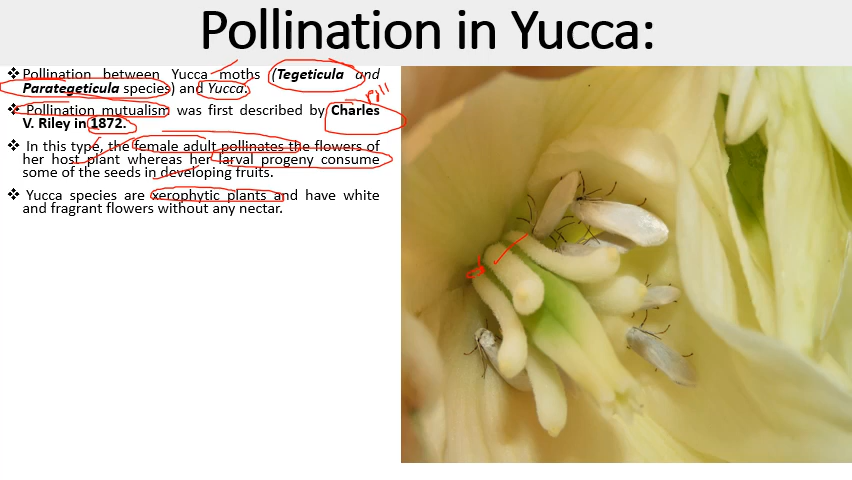 Pollination in Yucca:
❖ Pollination between Yucca moths (Tegeticula and
Parategeticula species) and Yucca.
❖ Pollination mutualism was first described by Charles
V. Riley in 1872.
❖ In this type, the female adult pollinates the flowers of
her host plant whereas her larval progeny consume
some of the seeds in developing fruits.
❖ Yucca species are xerophytic plants and have white
and fragrant flowers without any nectar.